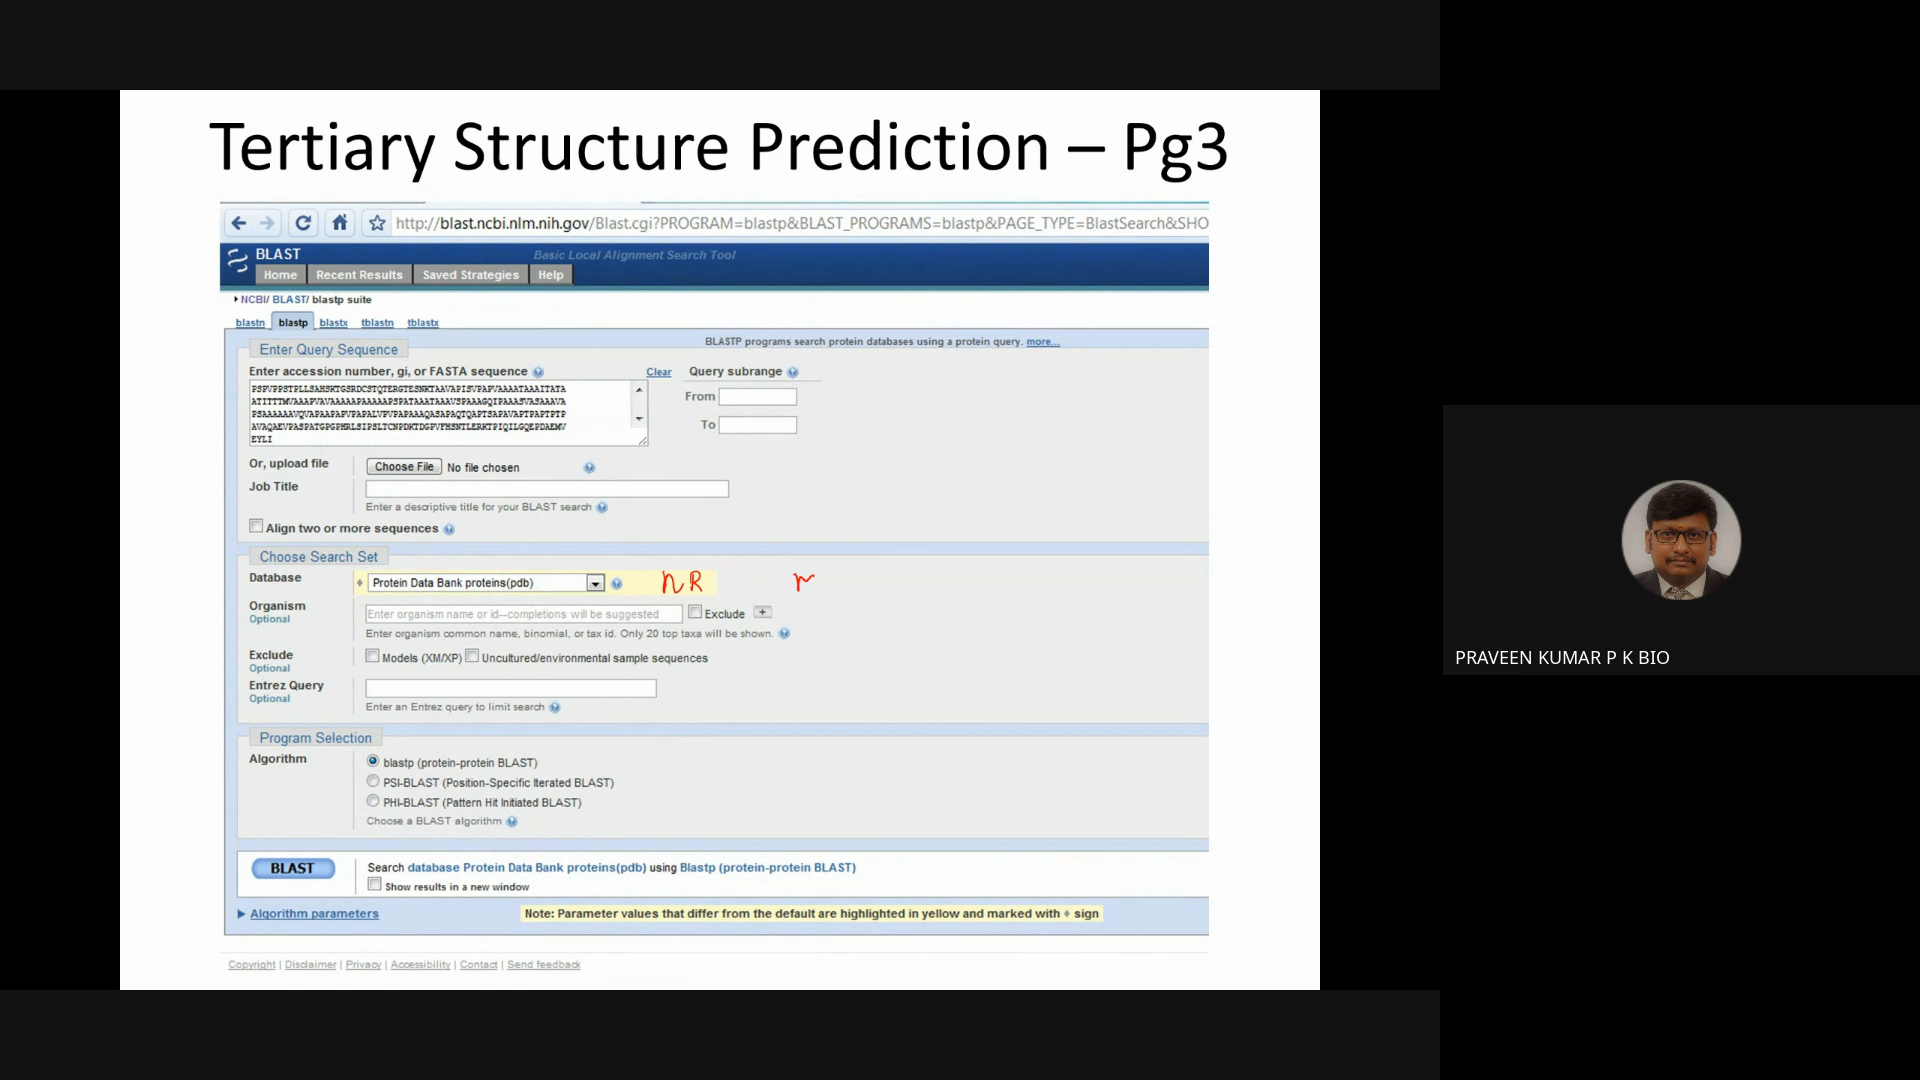 Tertiary Structure Prediction – Pg3
http://blast.ncbi.nlm.nih.gov/Blast.cgi?PROGRAM=blastp&BLAST_PROGRAMS=blastp&PAGE_TYPE=BlastSearch&SHO
BLAST
Basic Local Alignment Search Tool
Home Recent Results Saved Strategies Help
NCBI/ BLAST/ blastp suite
blastn blastp blastx tblastn tblastx
Enter Query Sequence
BLASTP programs search protein databases using a protein query. more...
Enter accession number, gi, or FASTA sequence Clear Query subrange
From
To
EYLI
Or, upload file Choose File No file chosen
Job Title
Enter a descriptive title for your BLAST search
Align two or more sequences
Choose Search Set
Database Protein Data Bank proteins(pdb) nR r
Organism
Optional
Enter organism name or id--completions will be suggested Exclude +
Enter organism common name, binomial, or tax id. Only 20 top taxa will be shown.
Exclude
Optional
Models (XM/XP) Uncultured/environmental sample sequences
Entrez Query
Optional
Enter an Entrez query to limit search
Program Selection
Algorithm
blastp (protein-protein BLAST)
PSI-BLAST (Position-Specific Iterated BLAST)
PHI-BLAST (Pattern Hit Initiated BLAST)
Choose a BLAST algorithm
BLAST Search database Protein Data Bank proteins(pdb) using Blastp (protein-protein BLAST)
Show results in a new window
Algorithm parameters Note: Parameter values that differ from the default are highlighted in yellow and marked with ♦ sign
Copyright | Disclaimer | Privacy | Accessibility | Contact | Send feedback
PRAVEEN KUMAR P K BIO